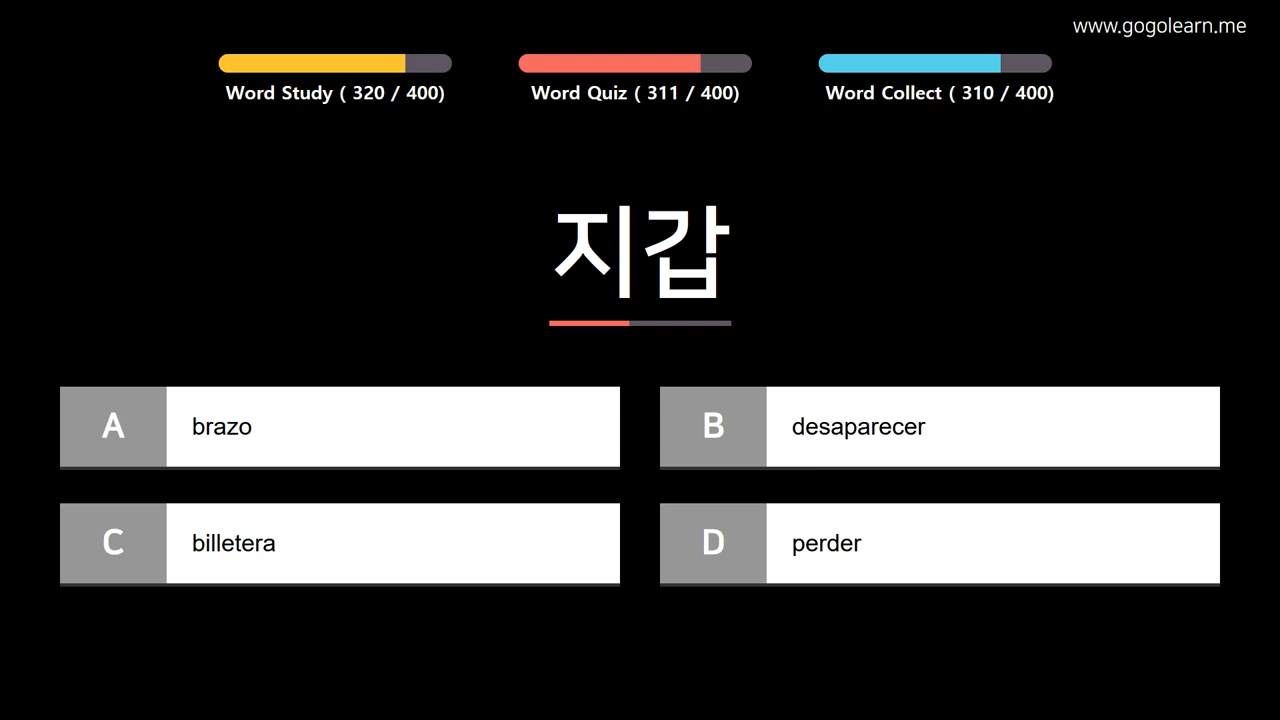 www.gogolearn.me
Word Study ( 320 / 400)
Word Quiz ( 311 / 400)
Word Collect ( 310 / 400)
지갑
A brazo
B desaparecer
C billetera
D perder